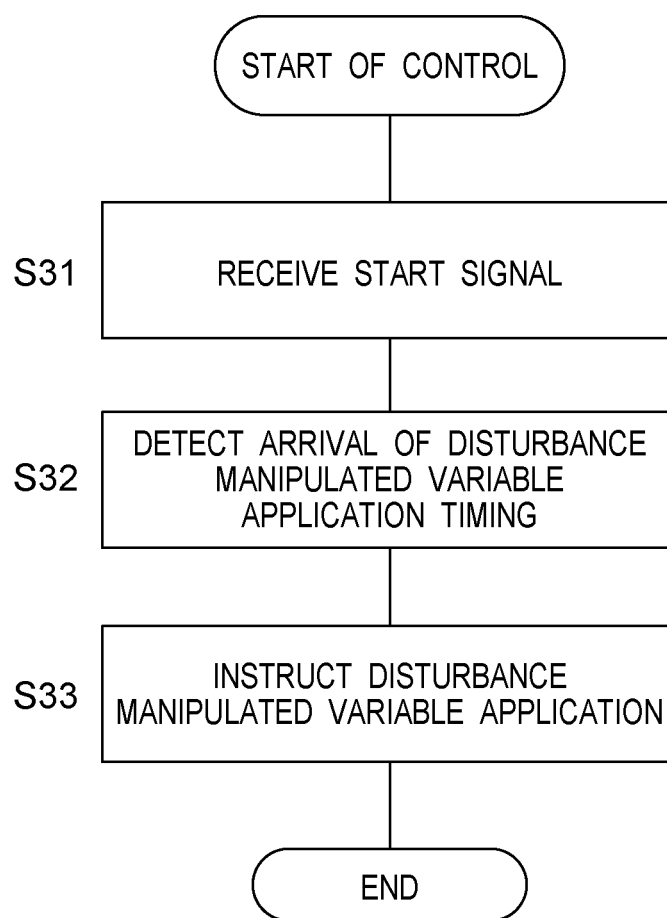 START OF CONTROL
S31
RECEIVE START SIGNAL
S32
DETECT ARRIVAL OF DISTURBANCE
MANIPULATED VARIABLE
APPLICATION TIMING
S33
INSTRUCT DISTURBANCE
MANIPULATED VARIABLE APPLICATION
END